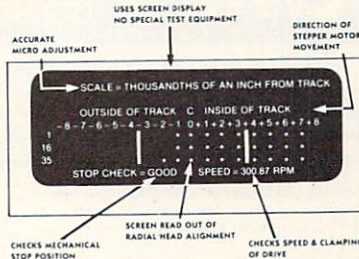 USES SCREEN DISPLAY
NO SPECIAL TEST EQUIPMENT
ACCURATE
MICRO ADJUSTMENT
DIRECTION OF
STEPPER MOTOR
MOVEMENT
SCALE = THOUSANDTHS OF AN INCH FROM TRACK
OUTSIDE OF TRACK C INSIDE OF TRACK
-8-7-6-5-4-3-2-1 0+1+2+3+4+5+6+7+8
1
16
35
STOP CHECK = GOOD SPEED = 300.87 RPM
CHECKS MECHANICAL
STOP POSITION
SCREEN READ OUT OF
RADIAL HEAD ALIGNMENT
CHECKS SPEED & CLAMPING
OF DRIVE